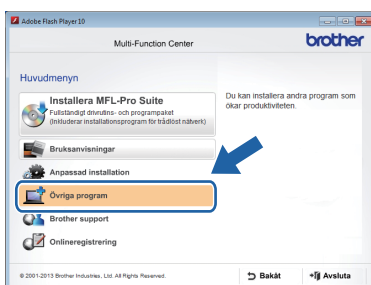 Adobe Flash Player 10
Multi-Function Center
brother
Huvudmenyn
Installera MFL-Pro Suite
Fullständigt drivrutins- och programpaket
(Inkluderar installationsprogram för trådlöst nätverk)
Du kan installera andra program som
ökar produktiviteten.
Bruksanvisningar
Anpassad installation
Övriga program
Brother support
Onlineregistrering
© 2001-2013 Brother Industries, Ltd. All Rights Reserved.
Bakåt
Avsluta